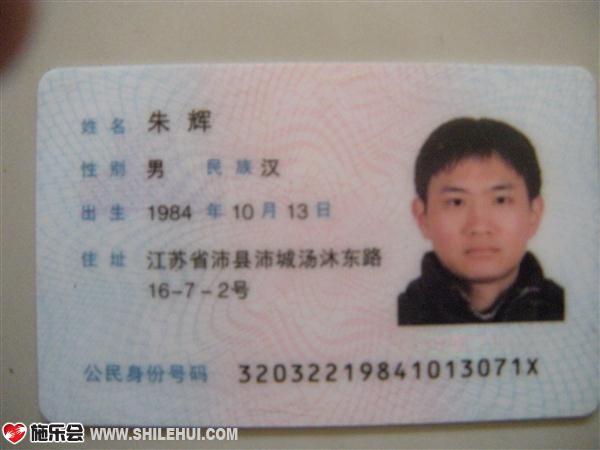 姓名 朱辉
性别 男 民族 汉
出生 1984 年 10 月 13 日
住址 江苏省沛县沛城汤沐东路
16-7-2号
公民身份号码 32032219841013071X
施乐会 WWW.SHILEHUI.COM